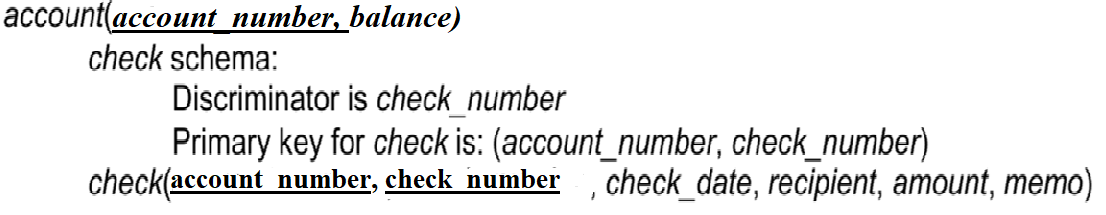 account(account_number, balance)
check schema:
Discriminator is check_number
Primary key for check is: (account_number, check_number)
check(account_number, check_number , check_date, recipient, amount, memo)